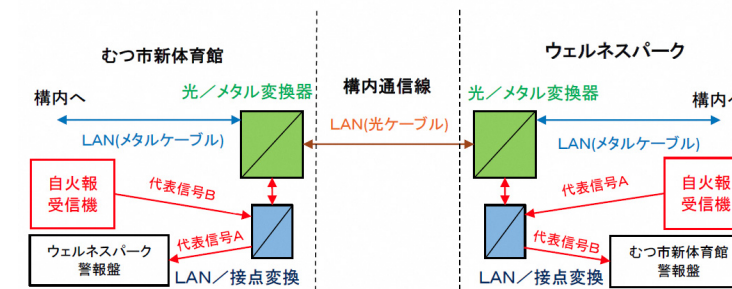 むつ市新体育館
構内通信線
ウェルネスパーク
構内へ
光／メタル変換器
LAN(メタルケーブル)
LAN(光ケーブル)
光／メタル変換器
構内へ
LAN(メタルケーブル)
自火報
受信機
代表信号B
代表信号A
ウェルネスパーク
警報盤
LAN／接点変換
代表信号A
自火報
受信機
代表信号B
むつ市新体育館
警報盤
LAN／接点変換